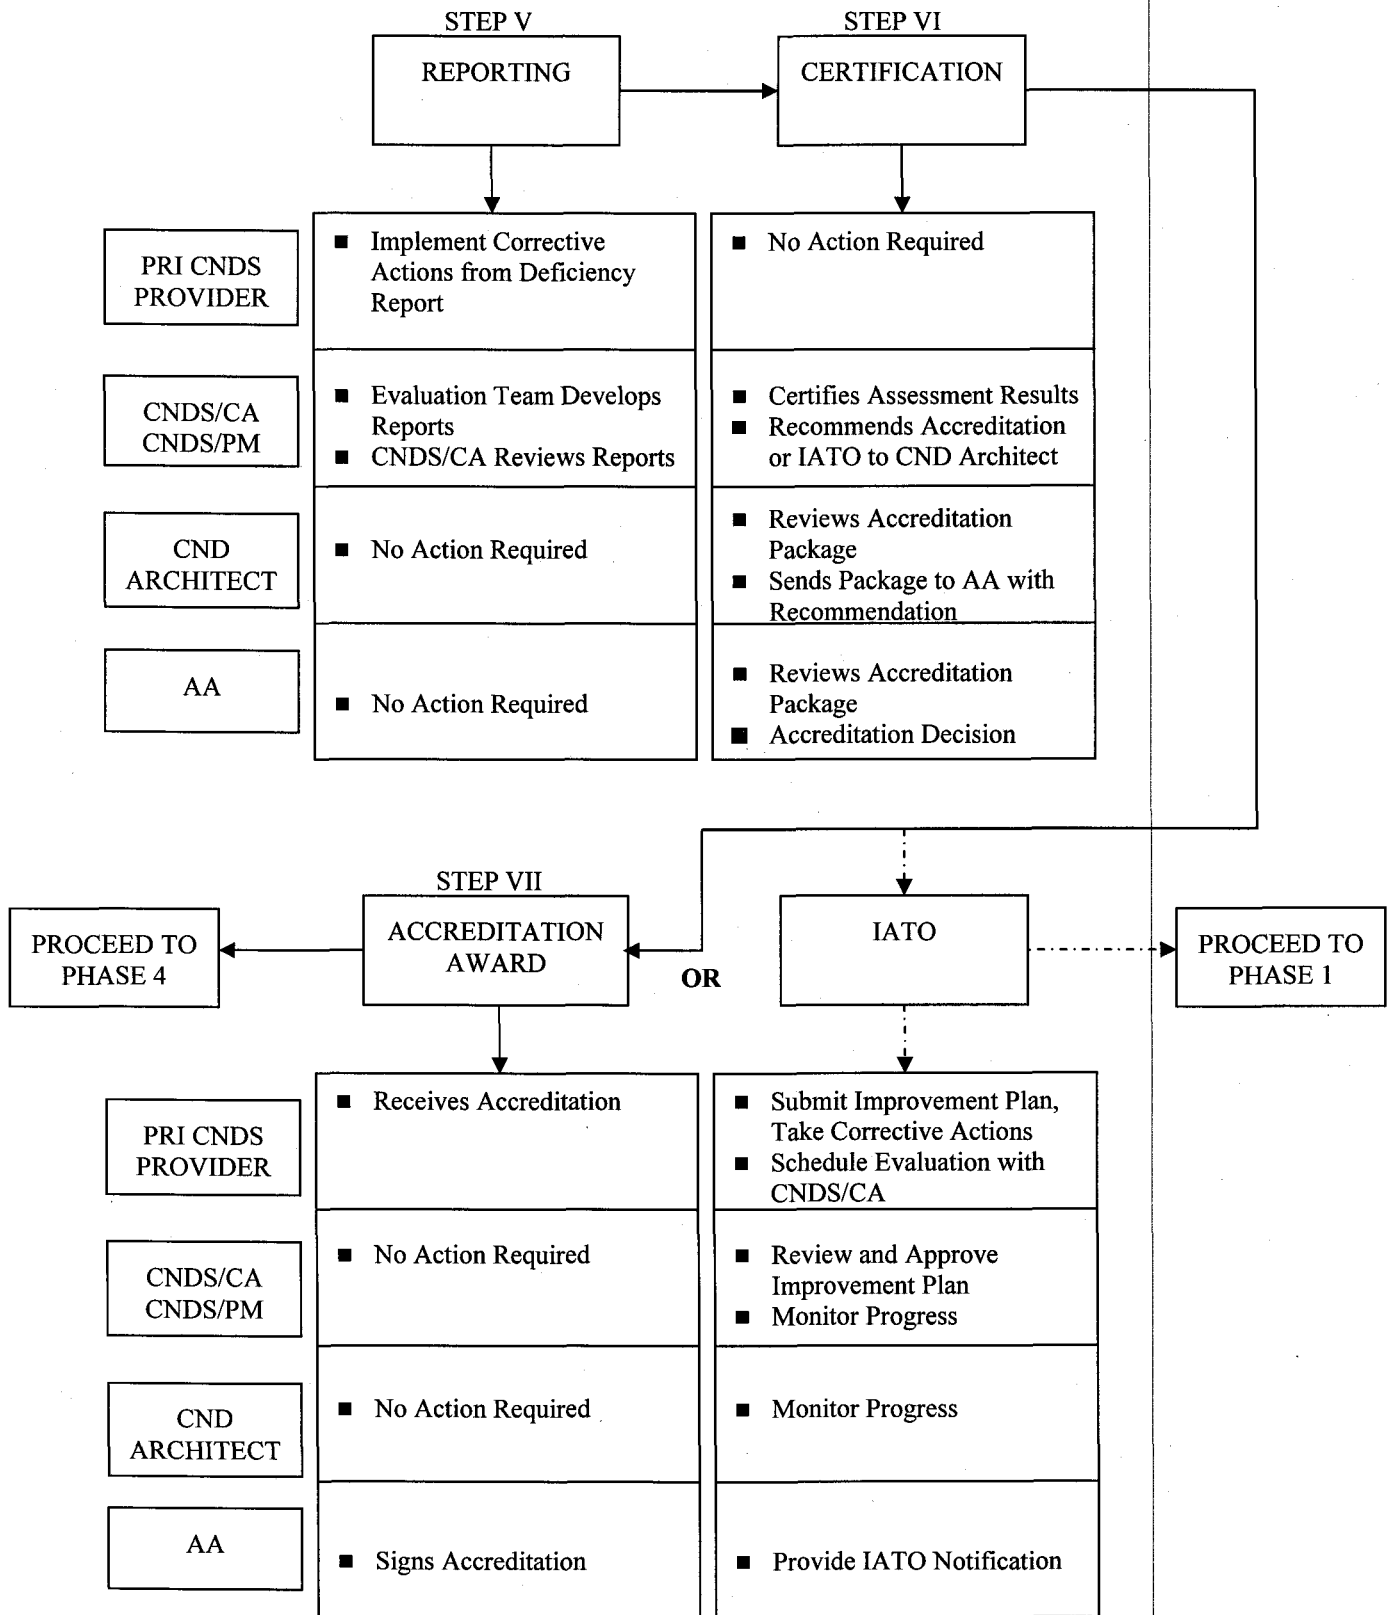 STEP V
STEP VI
REPORTING
CERTIFICATION
PRI CNDS
PROVIDER
■ Implement Corrective
Actions from Deficiency
Report
■ No Action Required
CNDS/CA
CNDS/PM
■ Evaluation Team Develops
Reports
■ CNDS/CA Reviews Reports
■ Certifies Assessment Results
■ Recommends Accreditation
or IATO to CND Architect
CND
ARCHITECT
■ No Action Required
■ Reviews Accreditation
Package
■ Sends Package to AA with
Recommendation
AA
■ No Action Required
■ Reviews Accreditation
Package
■ Accreditation Decision
STEP VII
PROCEED TO
PHASE 4
ACCREDITATION
AWARD
OR
IATO
PROCEED TO
PHASE 1
PRI CNDS
PROVIDER
■ Receives Accreditation
■ Submit Improvement Plan,
Take Corrective Actions
■ Schedule Evaluation with
CNDS/CA
CNDS/CA
CNDS/PM
■ No Action Required
■ Review and Approve
Improvement Plan
■ Monitor Progress
CND
ARCHITECT
■ No Action Required
■ Monitor Progress
AA
■ Signs Accreditation
■ Provide IATO Notification